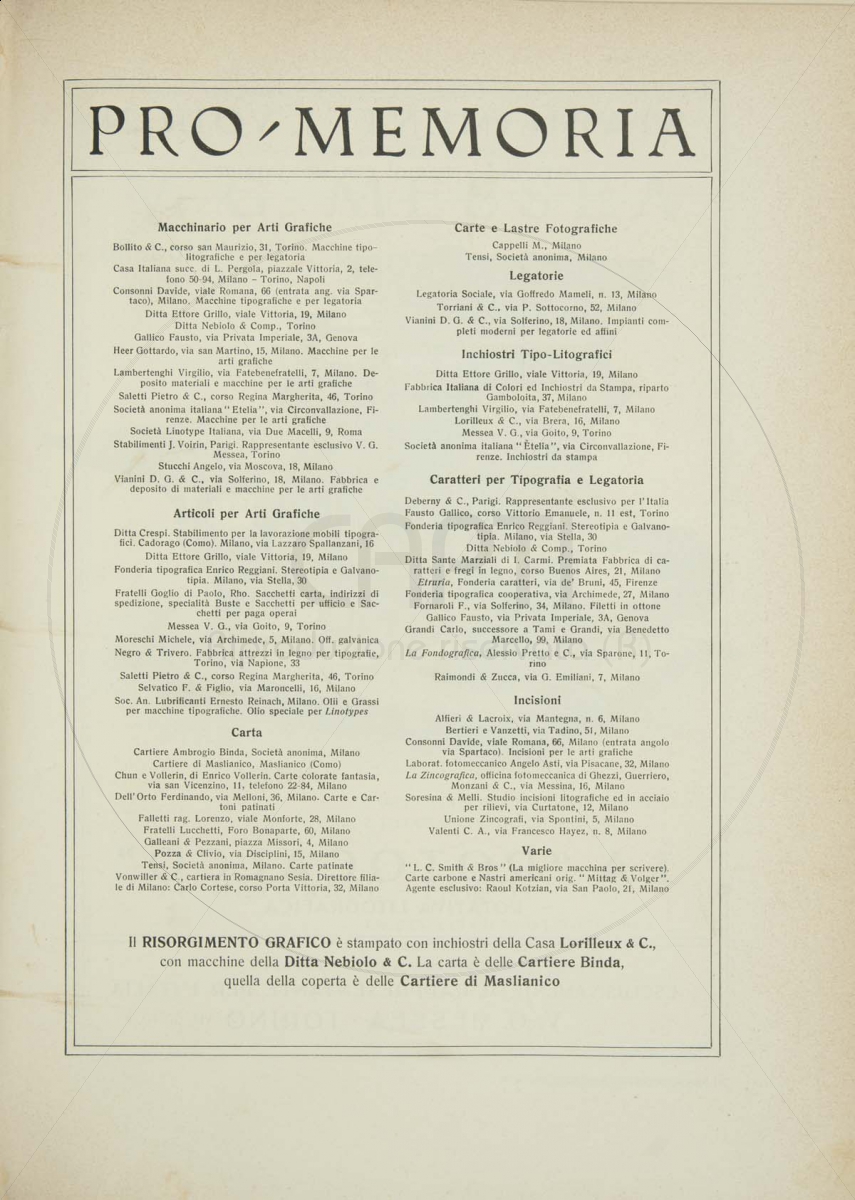 PRO-MEMORIA
Macchinario per Arti Grafiche
Bollito & C., corso san Maurizio, 31, Torino. Macchine tipo-
litografiche e per legatoria
Casa Italiana succ. di L. Pergola, piazzale Vittoria, 2, tele-
fono 50-94, Milano - Torino, Napoli
Consonni Davide, viale Romana, 66 (entrata ang. via Spar-
taco), Milano. Macchine tipografiche e per legatoria
Ditta Ettore Grillo, viale Vittoria, 19, Milano
Ditta Nebiolo & Comp., Torino
Gallico Fausto, via Privata Imperiale, 3A, Genova
Heer Gottardo, via san Martino, 15, Milano. Macchine per le
arti grafiche
Lambertenghi Virgilio, via Fatebenefratelli, 7, Milano. De-
posito materiali e macchine per le arti grafiche
Saletti Pietro & C., corso Regina Margherita, 46, Torino
Società anonima italiana "Etelia", via Circonvallazione, Fi-
renze. Macchine per le arti grafiche
Società Linotype Italiana, via Due Macelli, 9, Roma
Stabilimenti J. Voirin, Parigi. Rappresentante esclusivo V. G.
Messea, Torino
Stucchi Angelo, via Moscova, 18, Milano
Vianini D. G. & C., via Solferino, 18, Milano. Fabbrica e
deposito di materiali e macchine per le arti grafiche
Articoli per Arti Grafiche
Ditta Crespi. Stabilimento per la lavorazione mobili tipogra-
fici. Cadorago (Como). Milano, via Lazzaro Spallanzani, 16
Ditta Ettore Grillo, viale Vittoria, 19, Milano
Fonderia tipografica Enrico Reggiani. Stereotipia e Galvano-
tipia. Milano, via Stella, 30
Fratelli Goglio di Paolo, Rho. Sacchetti carta, indirizzi di
spedizione, specialità Buste e Sacchetti per ufficio e Sac-
chetti per paga operai
Messea V. G., via Goito, 9, Torino
Moreschi Michele, via Archimede, 5, Milano. Off. galvanica
Negro & Trivero. Fabbrica attrezzi in legno per tipografie,
Torino, via Napione, 33
Saletti Pietro & C., corso Regina Margherita, 46, Torino
Selvatico F. & Figlio, via Maroncelli, 16, Milano
Soc. An. Lubrificanti Ernesto Reinach, Milano. Olii e Grassi
per macchine tipografiche. Olio speciale per Linotypes
Carta
Cartiere Ambrogio Binda, Società anonima, Milano
Cartiere di Maslianico, Maslianico (Como)
Chun e Vollerin, di Enrico Vollerin. Carte colorate fantasia,
via san Vicenzino, 11, telefono 22-84, Milano
Dell'Orto Ferdinando, via Melloni, 36, Milano. Carte e Car-
toni patinati
Falletti rag. Lorenzo, viale Monforte, 28, Milano
Fratelli Lucchetti, Foro Bonaparte, 60, Milano
Galleani & Pezzani, piazza Missori, 4, Milano
Pozza & Clivio, via Disciplini, 15, Milano
Tensi, Società anonima, Milano. Carte patinate
Vonwiller & C., cartiera in Romagnano Sesia. Direttore filia-
le di Milano: Carlo Cortese, corso Porta Vittoria, 32, Milano
Carte e Lastre Fotografiche
Cappelli M., Milano
Tensi, Società anonima, Milano
Legatorie
Legatoria Sociale, via Goffredo Mameli, n. 13, Milano
Torriani & C., via P. Sottocorno, 52, Milano
Vianini D. G. & C., via Solferino, 18, Milano. Impianti com-
pleti moderni per legatorie ed affini
Inchiostri Tipo-Litografici
Ditta Ettore Grillo, viale Vittoria, 19, Milano
Fabbrica Italiana di Colori ed Inchiostri da Stampa, riparto
Gamboloita, 37, Milano
Lambertenghi Virgilio, via Fatebenefratelli, 7, Milano
Lorilleux & C., via Brera, 16, Milano
Messea V. G., via Goito, 9, Torino
Società anonima italiana "Etelia", via Circonvallazione, Fi-
renze. Inchiostri da stampa
Caratteri per Tipografia e Legatoria
Deberny & C., Parigi. Rappresentante esclusivo per l'Italia
Fausto Gallico, corso Vittorio Emanuele, n. 11 est, Torino
Fonderia tipografica Enrico Reggiani. Stereotipia e Galvano-
tipia. Milano, via Stella, 30
Ditta Nebiolo & Comp., Torino
Ditta Sante Marziali di I. Carmi. Premiata Fabbrica di ca-
ratteri e fregi in legno, corso Buenos Aires, 21, Milano
Etruria, Fonderia caratteri, via de' Bruni, 45, Firenze
Fonderia tipografica cooperativa, via Archimede, 27, Milano
Fornaroli F., via Solferino, 34, Milano. Filetti in ottone
Gallico Fausto, via Privata Imperiale, 3A, Genova
Grandi Carlo, successore a Tami e Grandi, via Benedetto
Marcello, 99, Milano
La Fondografica, Alessio Pretto e C., via Sparone, 11, To-
rino
Raimondi & Zucca, via G. Emiliani, 7, Milano
Incisioni
Alfieri & Lacroix, via Mantegna, n. 6, Milano
Bertieri e Vanzetti, via Tadino, 51, Milano
Consonni Davide, viale Romana, 66, Milano (entrata angolo
via Spartaco). Incisioni per le arti grafiche
Laborat. fotomeccanico Angelo Asti, via Pisacane, 32, Milano
La Zincografica, officina fotomeccanica di Ghezzi, Guerriero,
Monzani & C., via Messina, 16, Milano
Soresina & Melli. Studio incisioni litografiche ed in acciaio
per rilievi, via Curtatone, 12, Milano
Unione Zincografi, via Spontini, 5, Milano
Valenti C. A., via Francesco Hayez, n. 8, Milano
Varie
"L. C. Smith & Bros" (La migliore macchina per scrivere).
Carte carbone e Nastri americani orig. "Mittag & Volger".
Agente esclusivo: Raoul Kotzian, via San Paolo, 21, Milano
Il RISORGIMENTO GRAFICO è stampato con inchiostri della Casa Lorilleux & C.,
con macchine della Ditta Nebiolo & C. La carta è delle Cartiere Binda,
quella della coperta è delle Cartiere di Maslianico